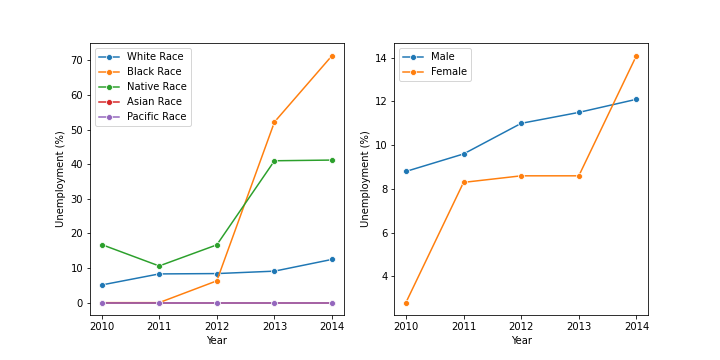 White Race
Black Race
Native Race
Asian Race
Pacific Race
Unemployment (%)
70
60
50
40
30
20
10
0
2010 2011 2012 2013 2014
Year
Male
Female
Unemployment (%)
14
12
10
8
6
4
2010 2011 2012 2013 2014
Year